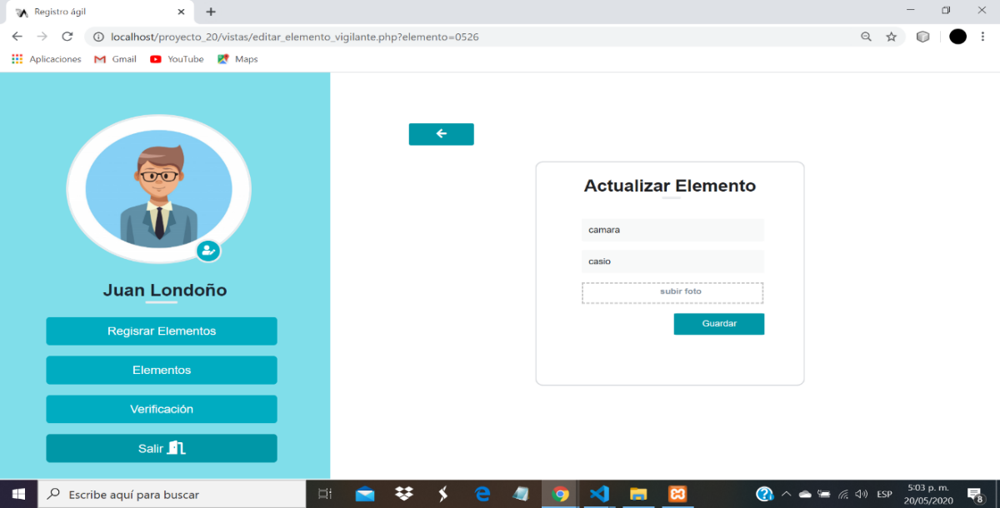 Registro ágil
localhost/proyecto_20/vistas/editar_elemento_vigilante.php?elemento=0526
Aplicaciones Gmail YouTube Maps
Juan Londoño
Regisrar Elementos
Elementos
Verificación
Salir
Actualizar Elemento
camara
casio
subir foto
Guardar
Escribe aquí para buscar
ESP
5:03 p. m.
20/05/2020
8